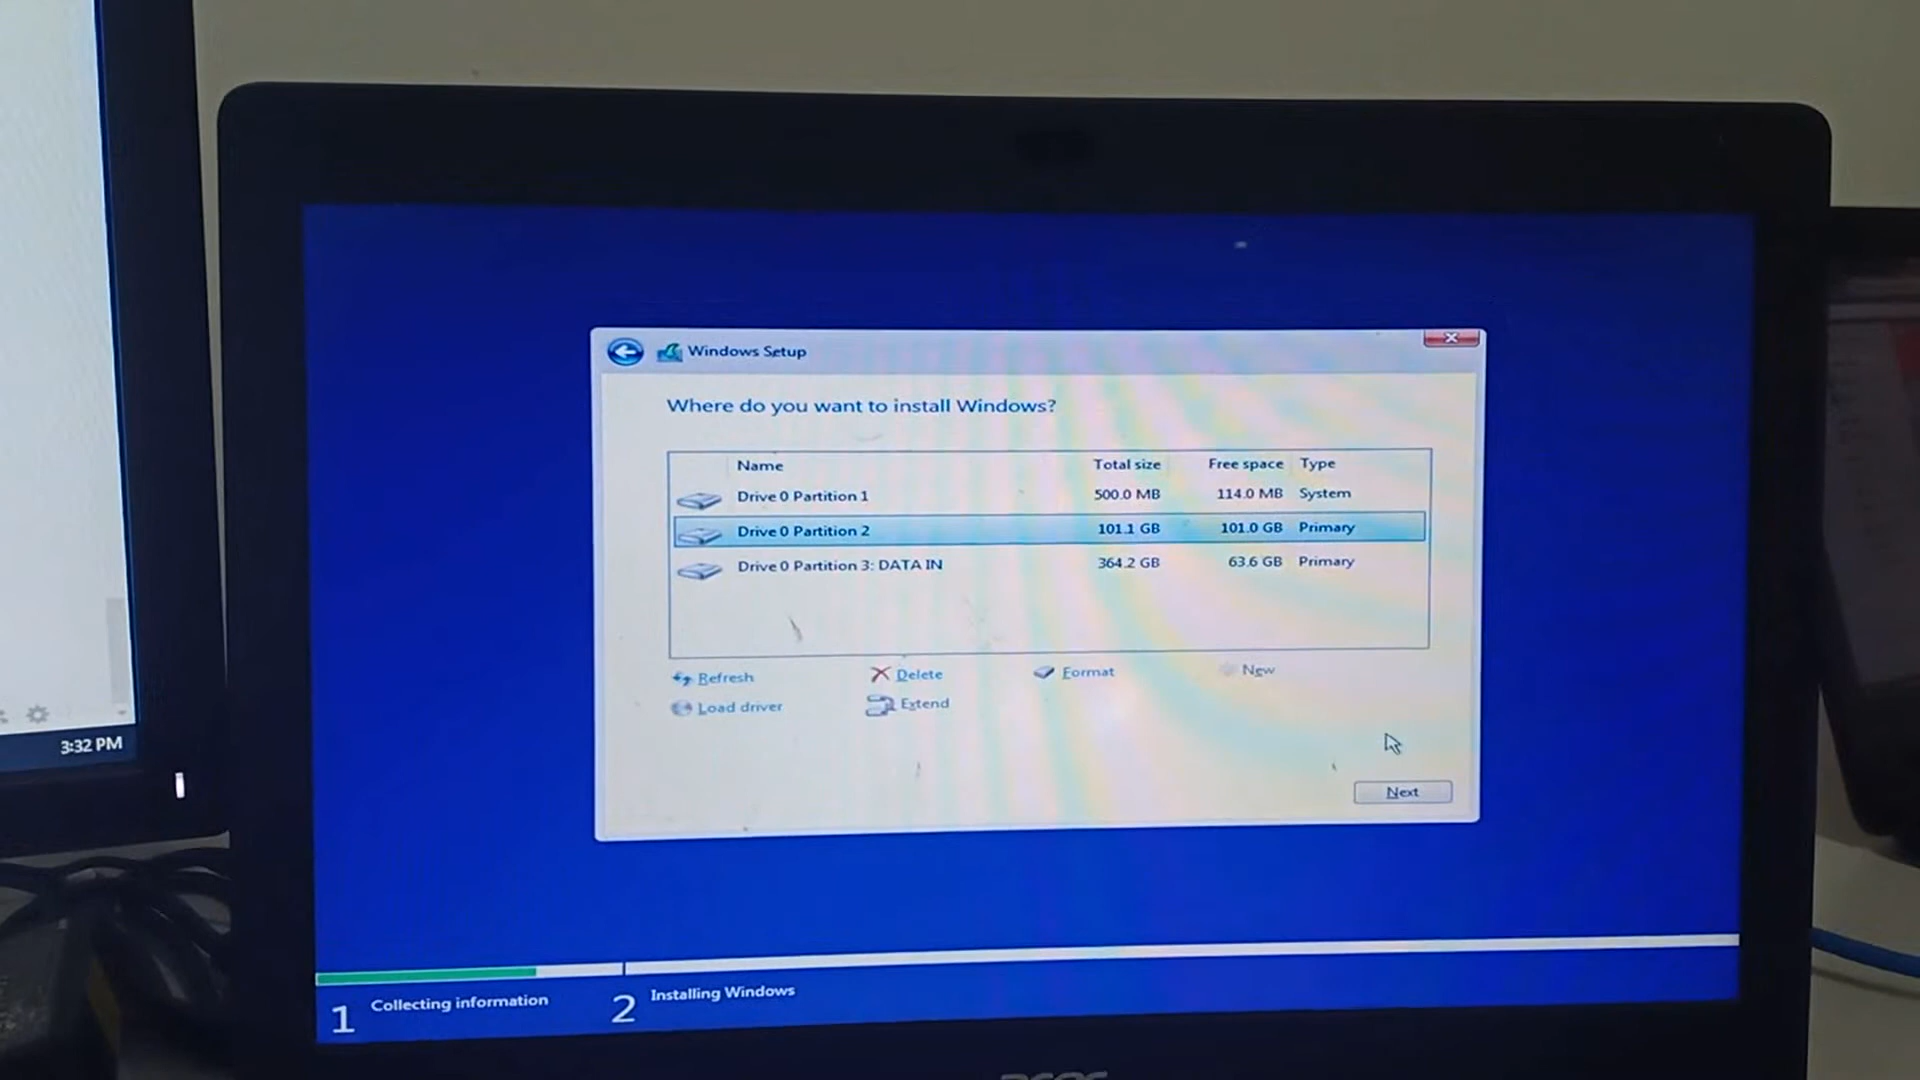 Windows Setup
Where do you want to install Windows?
Name Total size Free space Type
Drive 0 Partition 1 500.0 MB 114.0 MB System
Drive 0 Partition 2 101.1 GB 101.0 GB Primary
Drive 0 Partition 3: DATA IN 364.2 GB 63.6 GB Primary
Refresh Delete Format New
Load driver Extend
Next
3:32 PM
1 Collecting information 2 Installing Windows
acer